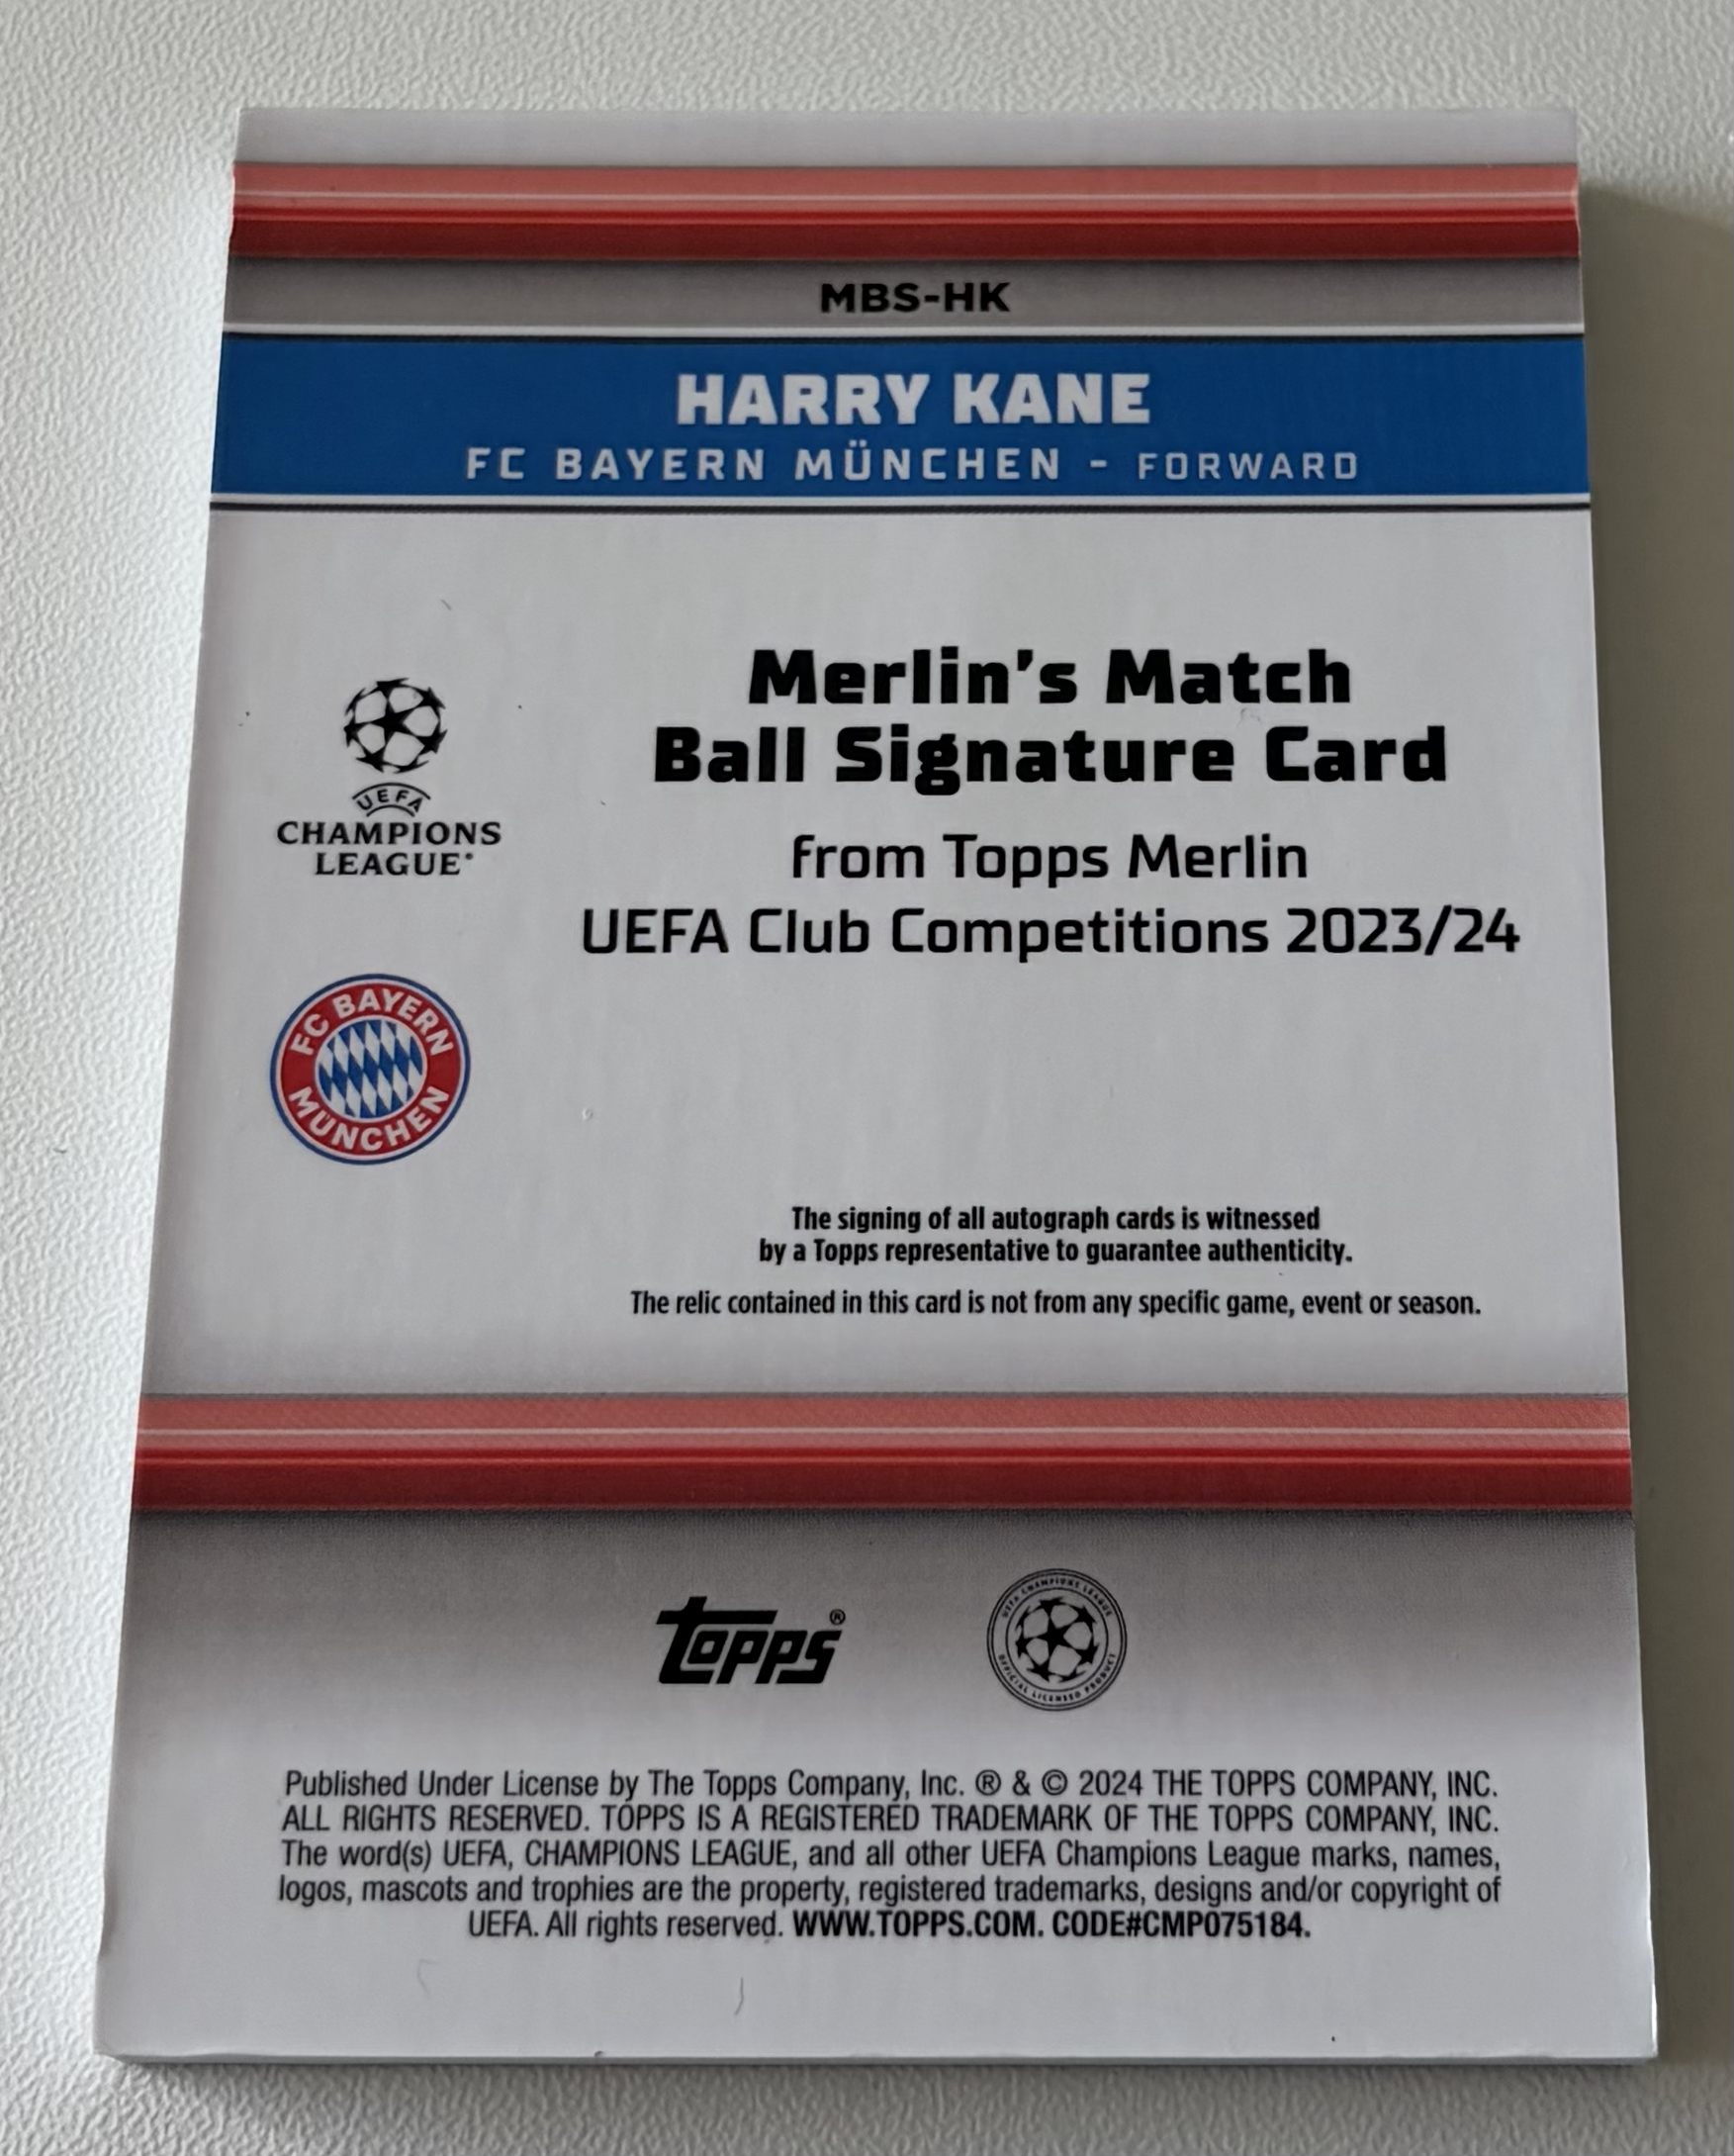 MBS-HK
HARRY KANE
FC BAYERN MÜNCHEN - FORWARD
Merlin's Match
Ball Signature Card
from Topps Merlin
UEFA Club Competitions 2023/24
UEFA
CHAMPIONS
LEAGUE®
FC BAYERN
MÜNCHEN
The signing of all autograph cards is witnessed
by a Topps representative to guarantee authenticity.
The relic contained in this card is not from any specific game, event or season.
topps®
UEFA CHAMPIONS LEAGUE
OFFICIAL LICENSED PRODUCT
Published Under License by The Topps Company, Inc. ® & © 2024 THE TOPPS COMPANY, INC.
ALL RIGHTS RESERVED. TOPPS IS A REGISTERED TRADEMARK OF THE TOPPS COMPANY, INC.
The word(s) UEFA, CHAMPIONS LEAGUE, and all other UEFA Champions League marks, names,
logos, mascots and trophies are the property, registered trademarks, designs and/or copyright of
UEFA. All rights reserved. WWW.TOPPS.COM. CODE#CMP075184.